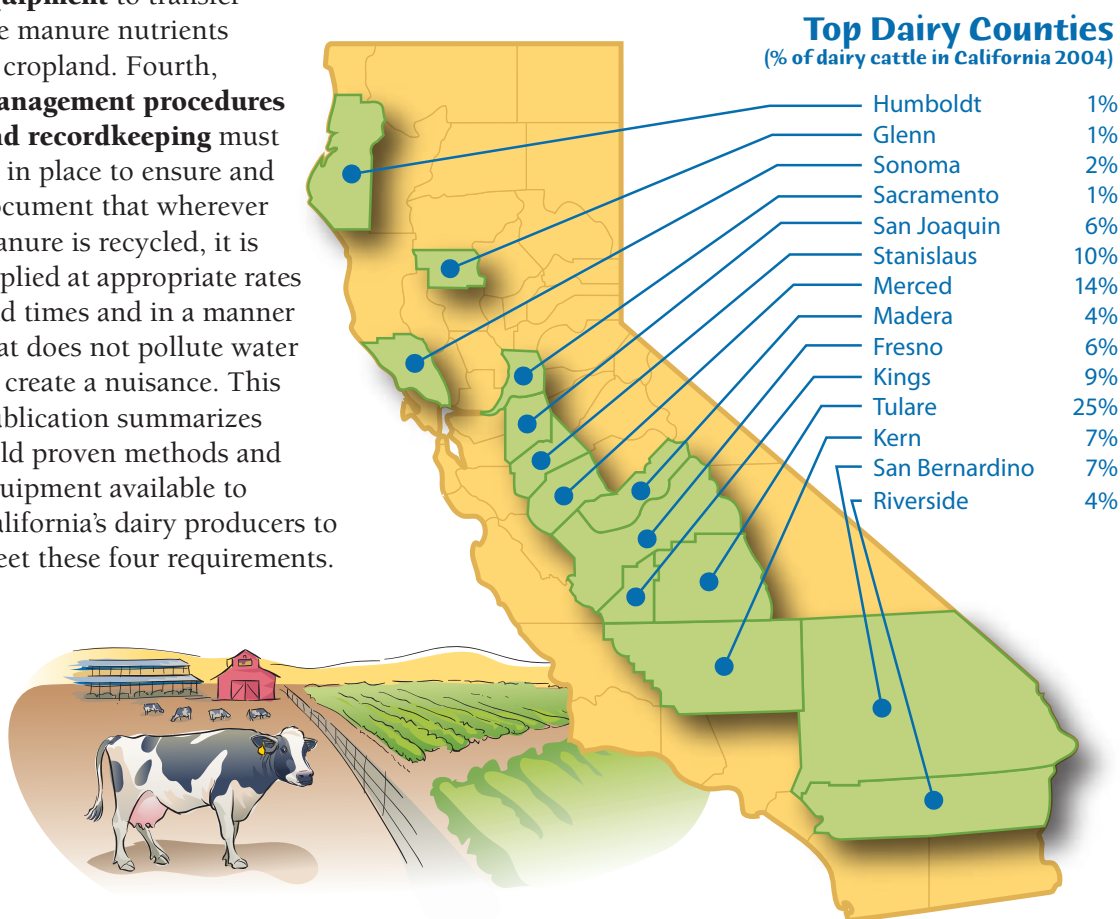 quipment to transfer
e manure nutrients
cropland. Fourth,
anagement procedures
nd recordkeeping must
in place to ensure and
ocument that wherever
anure is recycled, it is
plied at appropriate rates
d times and in a manner
at does not pollute water
create a nuisance. This
ublication summarizes
ld proven methods and
quipment available to
alifornia’s dairy producers to
eet these four requirements.
Top Dairy Counties
(% of dairy cattle in California 2004)
Humboldt 1%
Glenn 1%
Sonoma 2%
Sacramento 1%
San Joaquin 6%
Stanislaus 10%
Merced 14%
Madera 4%
Fresno 6%
Kings 9%
Tulare 25%
Kern 7%
San Bernardino 7%
Riverside 4%